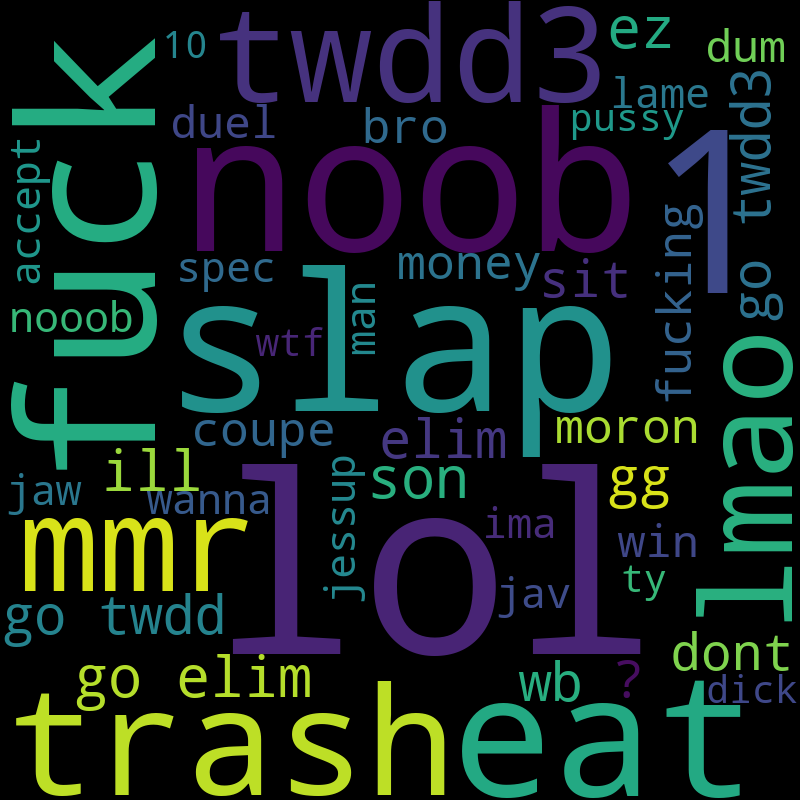 10
twdd3
ez
dum
fuck
duel
bro
lame
pussy
accept
noob
1
go twdd3
spec
money
sit
fucking
nooob
slap
wtf
man
lmao
coupe
elim
moron
ill
son
gg
jaw
wanna
jessup
mmr
lol
ima
win
go twdd
jav
ty
go elim
wb
?
dont
dick
trash
eat